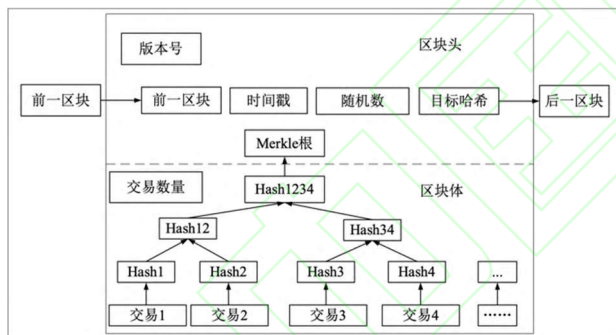 版本号
区块头
前一区块
前一区块
时间戳
随机数
目标哈希
后一区块
Merkle根
交易数量
Hash1234
区块体
Hash12
Hash34
Hash1
Hash2
Hash3
Hash4
...
交易1
交易2
交易3
交易4
……